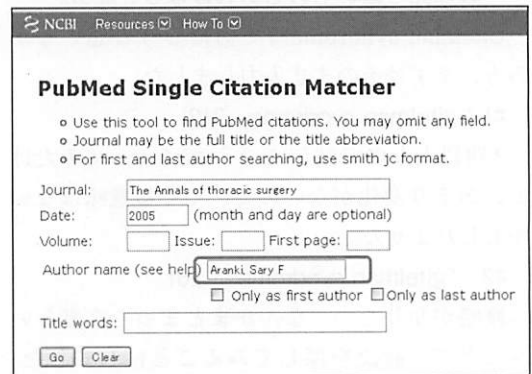 NCBI Resources How To
PubMed Single Citation Matcher
Use this tool to find PubMed citations. You may omit any field.
Journal may be the full title or the title abbreviation.
For first and last author searching, use smith jc format.
Journal: The Annals of thoracic surgery
Date: 2005 (month and day are optional)
Volume: Issue: First page:
Author name (see help) Aranki, Sary F
Only as first author Only as last author
Title words:
Go Clear